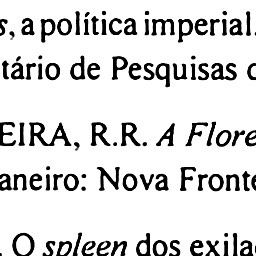 s, a política imperial.
tário de Pesquisas
EIRA, R.R. A Flore
aneiro: Nova Fronte
. O spleen dos exila